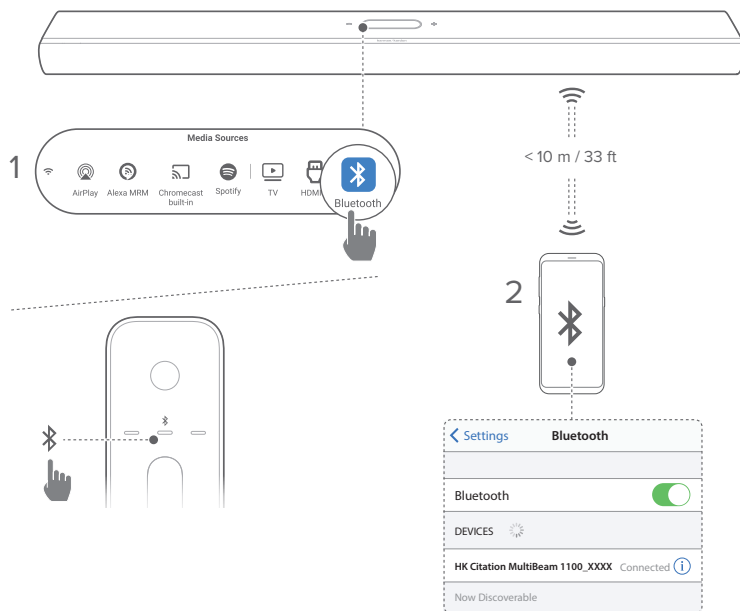 − +
1
Media Sources
AirPlay
Alexa MRM
Chromecast
built-in
Spotify
TV
HDMI
Bluetooth
< 10 m / 33 ft
2
Settings Bluetooth
Bluetooth
DEVICES
HK Citation MultiBeam 1100_XXXX Connected i
Now Discoverable